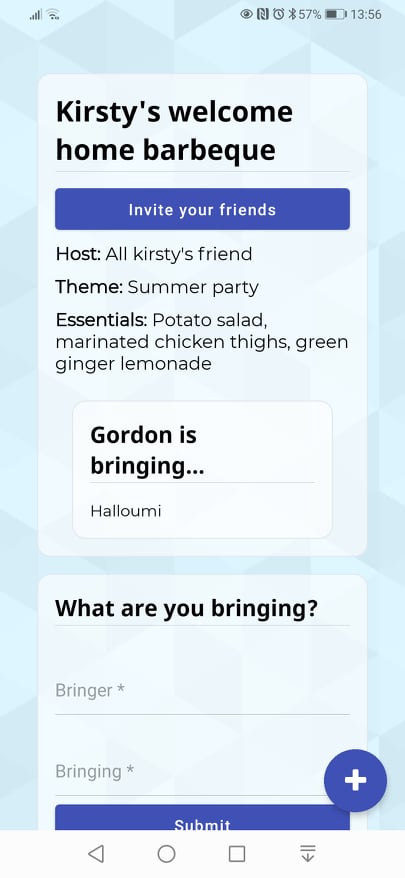 57% 13:56
Kirsty's welcome
home barbeque
Invite your friends
Host: All kirsty's friend
Theme: Summer party
Essentials: Potato salad,
marinated chicken thighs, green
ginger lemonade
Gordon is
bringing...
Halloumi
What are you bringing?
Bringer *
Bringing *
Submit